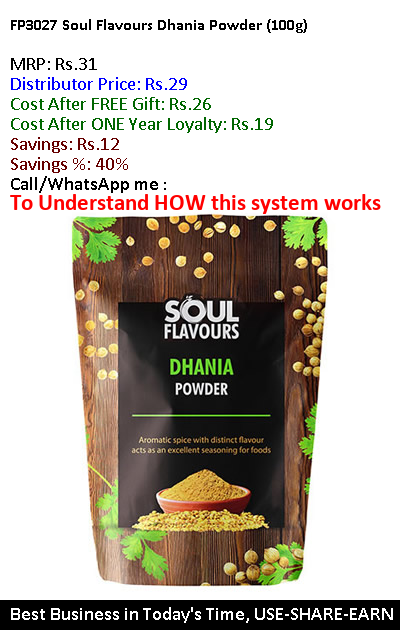 FP3027 Soul Flavours Dhania Powder (100g)
MRP: Rs.31
Distributor Price: Rs.29
Cost After FREE Gift: Rs.26
Cost After ONE Year Loyalty: Rs.19
Savings: Rs.12
Savings %: 40%
Call/WhatsApp me :
To Understand HOW this system works
SOUL
FLAVOURS
DHANIA
POWDER
Aromatic spice with distinct flavour
acts as an excellent seasoning for foods
Best Business in Today's Time, USE-SHARE-EARN